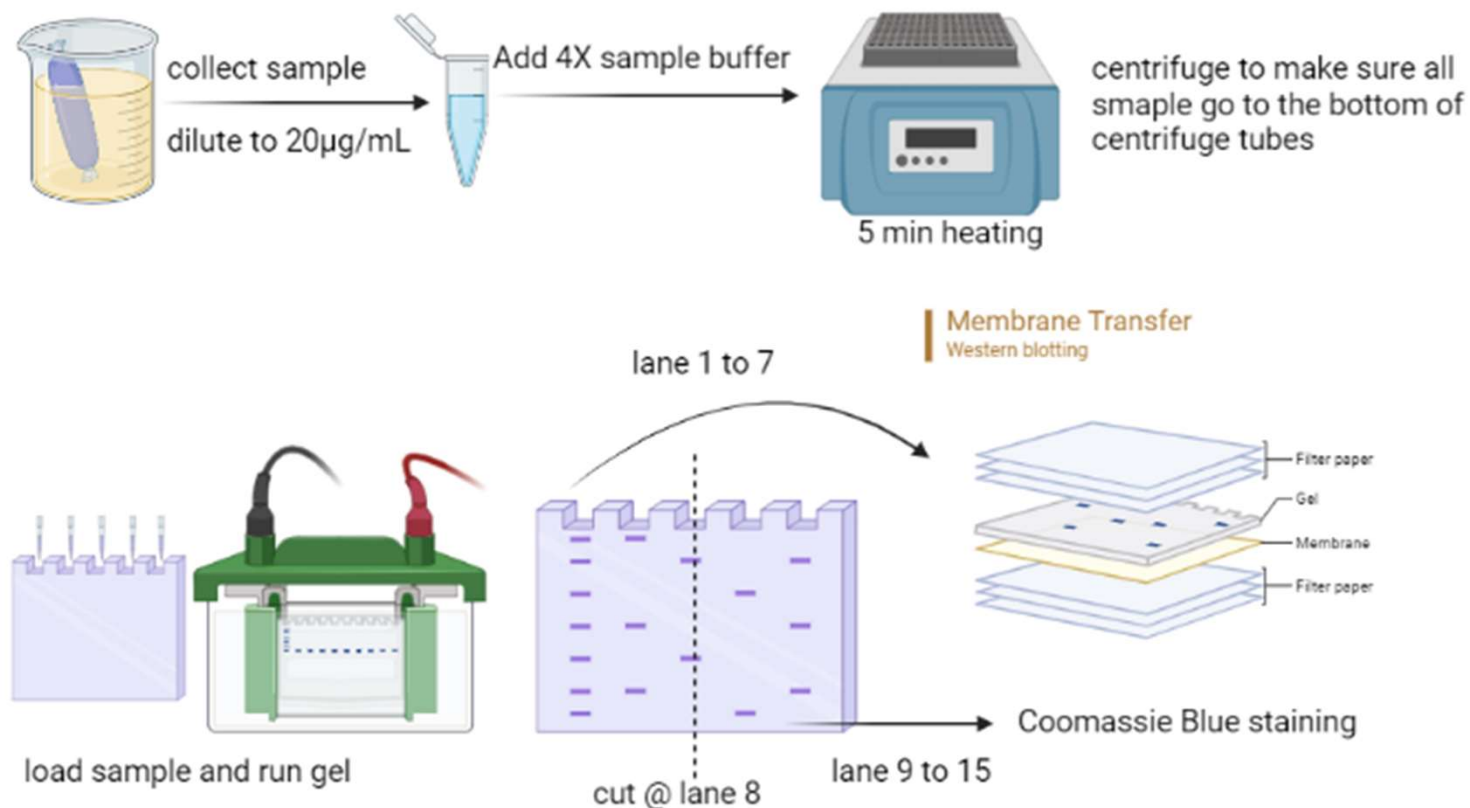 collect sample
dilute to 20µg/mL
Add 4X sample buffer
5 min heating
centrifuge to make sure all
smaple go to the bottom of
centrifuge tubes
load sample and run gel
lane 1 to 7
cut @ lane 8
lane 9 to 15
Coomassie Blue staining
Membrane Transfer
Western blotting
Filter paper
Gel
Membrane
Filter paper